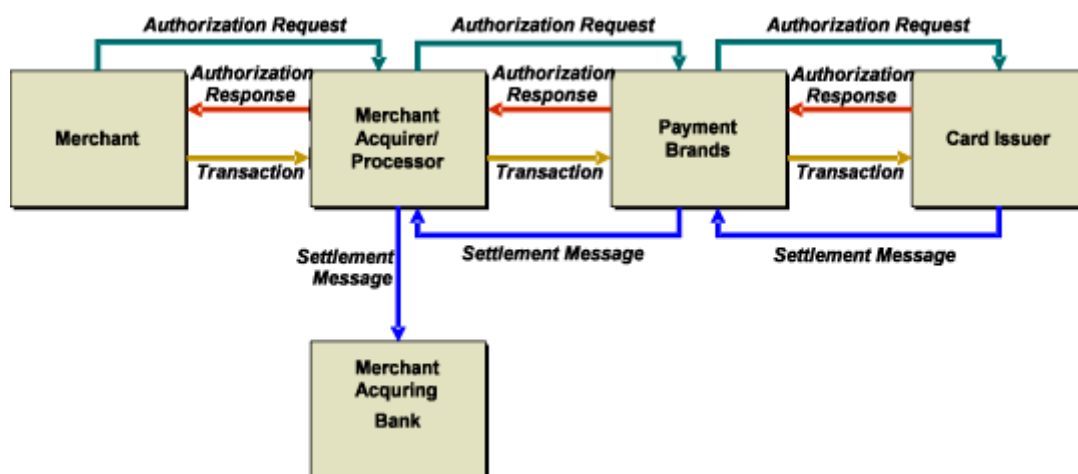 Authorization Request
Authorization Request
Authorization Request
Authorization
Response
Authorization
Response
Authorization
Response
Merchant
Merchant
Acquirer/
Processor
Payment
Brands
Card Issuer
Transaction
Transaction
Transaction
Settlement
Message
Settlement Message
Settlement Message
Merchant
Acquring
Bank